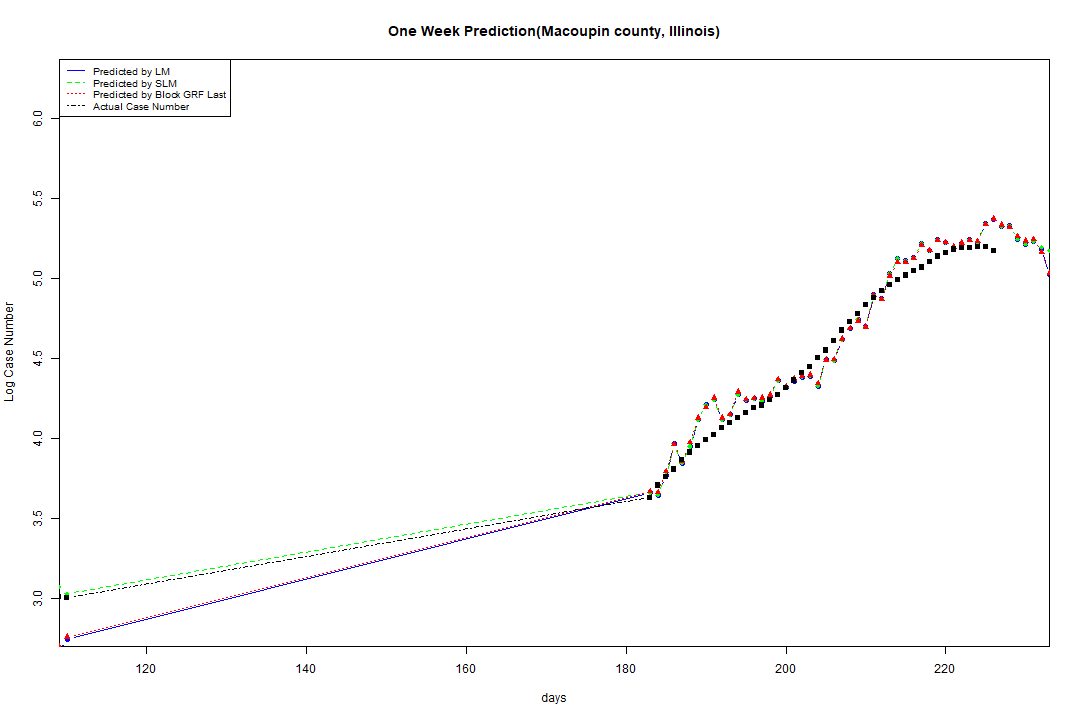 One Week Prediction(Macoupin county, Illinois)
Predicted by LM
Predicted by SLM
Predicted by Block GRF Last
Actual Case Number
6.0
5.5
5.0
4.5
4.0
3.5
3.0
Log Case Number
120 140 160 180 200 220
days